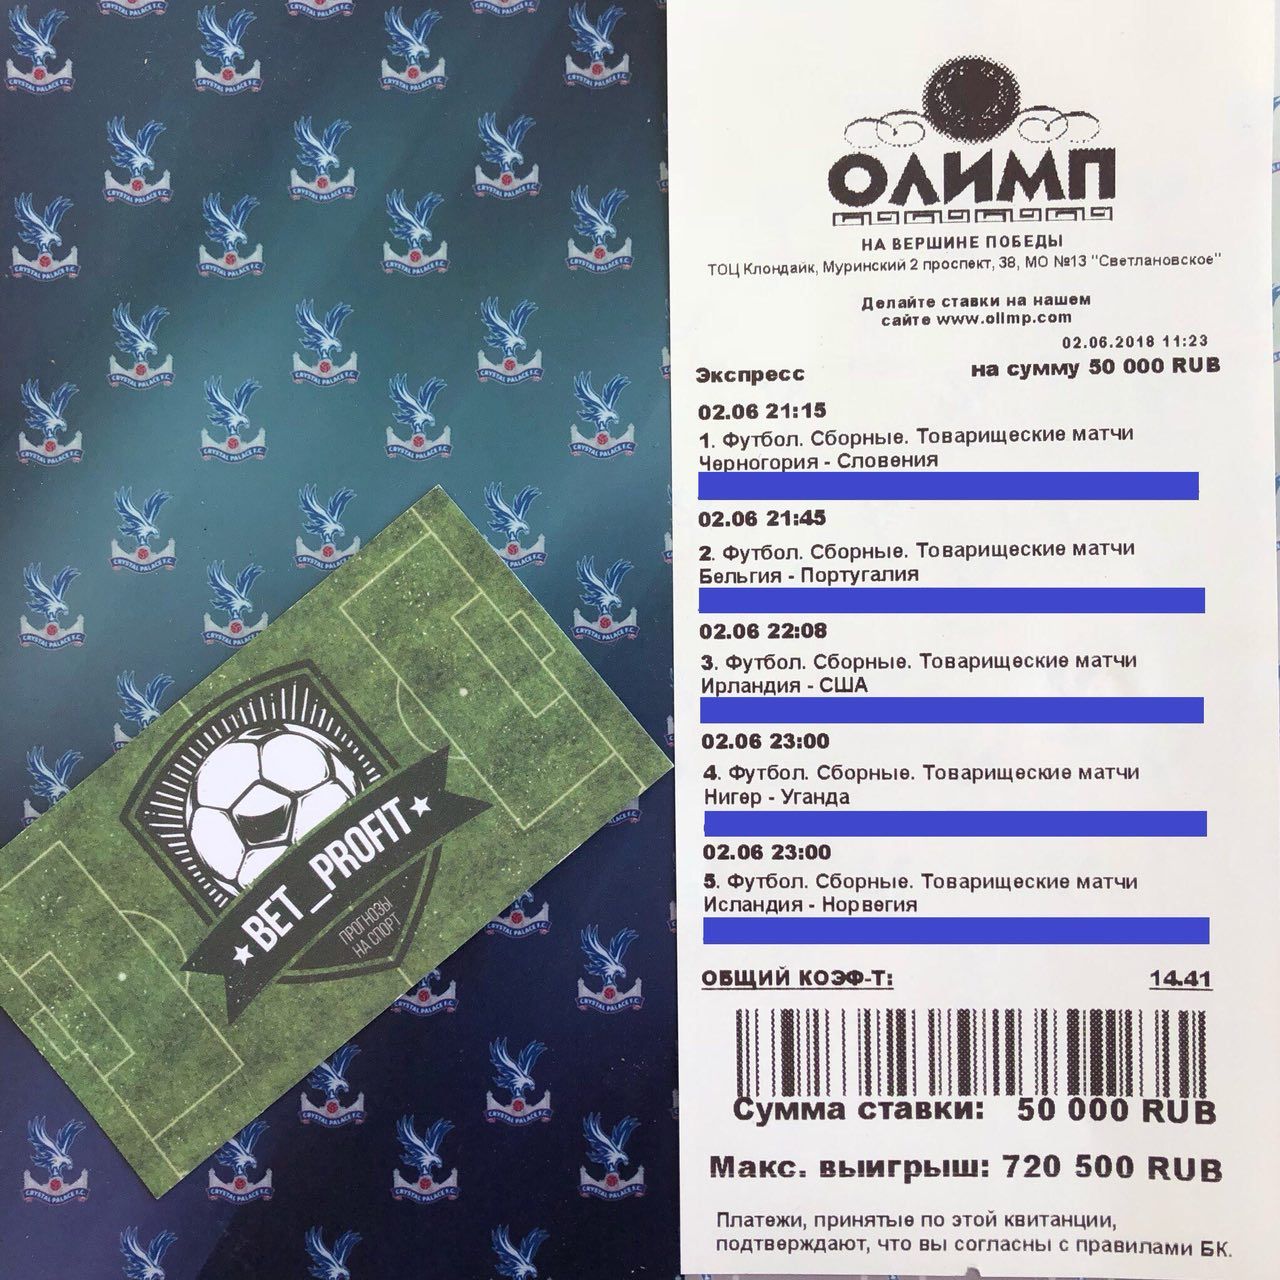 ОЛИМП
НА ВЕРШИНЕ ПОБЕДЫ
ТОЦ Клондайк, Муринский 2 проспект, 38, МО №13 "Светлановское"
Делайте ставки на нашем
сайте www.olimp.com
02.06.2018 11:23
Экспресс на сумму 50 000 RUB
02.06 21:15
1. Футбол. Сборные. Товарищеские матчи
Черногория - Словения
02.06 21:45
2. Футбол. Сборные. Товарищеские матчи
Бельгия - Португалия
02.06 22:08
3. Футбол. Сборные. Товарищеские матчи
Ирландия - США
02.06 23:00
4. Футбол. Сборные. Товарищеские матчи
Нигер - Уганда
02.06 23:00
5. Футбол. Сборные. Товарищеские матчи
Исландия - Норвегия
ОБЩИЙ КОЭФ-Т: 14.41
Сумма ставки: 50 000 RUB
Макс. выигрыш: 720 500 RUB
Платежи, принятые по этой квитанции,
подтверждают, что вы согласны с правилами БК.
BET_PROFIT
ПРОГНОЗЫ
НА СПОРТ
CRYSTAL PALACE F.C.